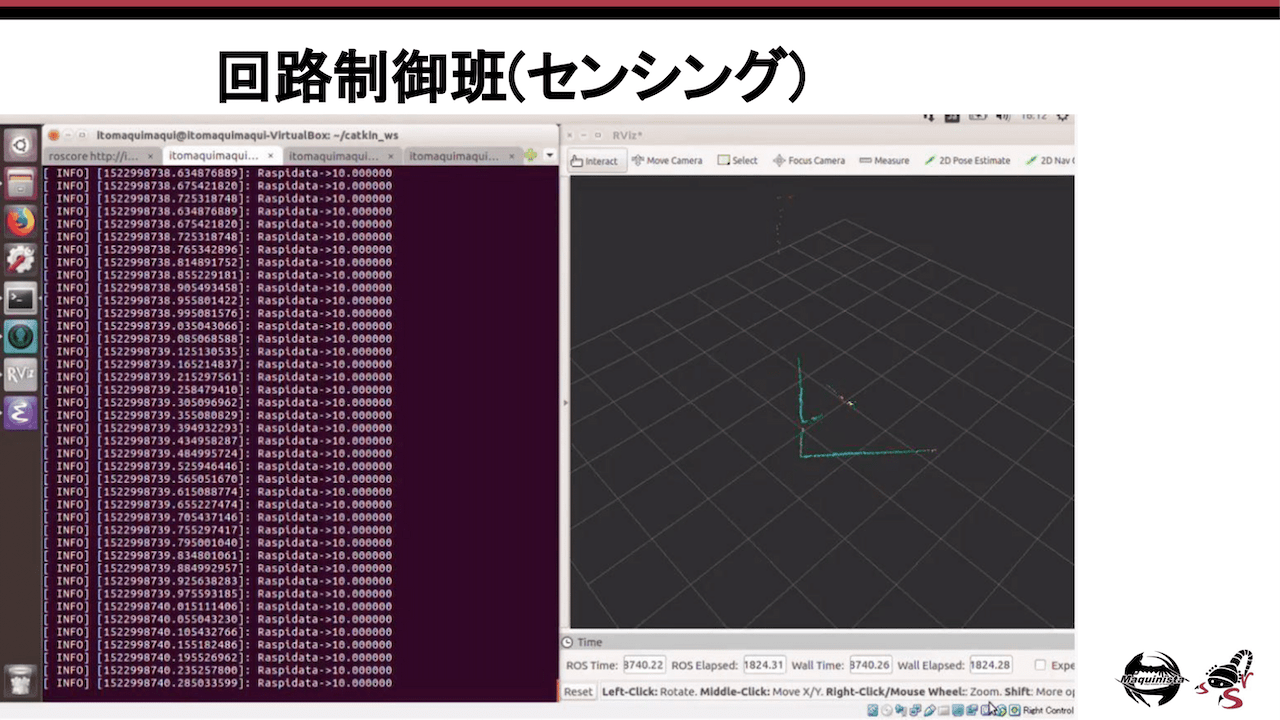 回路制御班(センシング)
itomaquimaqui@itomaquimaqui-VirtualBox: ~/catkin_ws
roscore http://i... × itomaquimaqui... × itomaquimaqui... × itomaquimaqui... ×
[ INFO] [1522998738.634876889]: Raspidata->10.000000
[ INFO] [1522998738.675421820]: Raspidata->10.000000
[ INFO] [1522998738.725318748]: Raspidata->10.000000
[ INFO] [1522998738.634876889]: Raspidata->10.000000
[ INFO] [1522998738.675421820]: Raspidata->10.000000
[ INFO] [1522998738.725318748]: Raspidata->10.000000
[ INFO] [1522998738.765342896]: Raspidata->10.000000
[ INFO] [1522998738.814891752]: Raspidata->10.000000
[ INFO] [1522998738.855229181]: Raspidata->10.000000
[ INFO] [1522998738.905493458]: Raspidata->10.000000
[ INFO] [1522998738.955801422]: Raspidata->10.000000
[ INFO] [1522998738.995081576]: Raspidata->10.000000
[ INFO] [1522998739.035043066]: Raspidata->10.000000
[ INFO] [1522998739.085068588]: Raspidata->10.000000
[ INFO] [1522998739.125130535]: Raspidata->10.000000
[ INFO] [1522998739.165214837]: Raspidata->10.000000
[ INFO] [1522998739.215297561]: Raspidata->10.000000
[ INFO] [1522998739.258479410]: Raspidata->10.000000
[ INFO] [1522998739.305096962]: Raspidata->10.000000
[ INFO] [1522998739.355080829]: Raspidata->10.000000
[ INFO] [1522998739.394932293]: Raspidata->10.000000
[ INFO] [1522998739.434958287]: Raspidata->10.000000
[ INFO] [1522998739.484995724]: Raspidata->10.000000
[ INFO] [1522998739.525946446]: Raspidata->10.000000
[ INFO] [1522998739.565051670]: Raspidata->10.000000
[ INFO] [1522998739.615088774]: Raspidata->10.000000
[ INFO] [1522998739.655227474]: Raspidata->10.000000
[ INFO] [1522998739.705437146]: Raspidata->10.000000
[ INFO] [1522998739.755297417]: Raspidata->10.000000
[ INFO] [1522998739.795001040]: Raspidata->10.000000
[ INFO] [1522998739.834801061]: Raspidata->10.000000
[ INFO] [1522998739.884992957]: Raspidata->10.000000
[ INFO] [1522998739.925638283]: Raspidata->10.000000
[ INFO] [1522998739.975593185]: Raspidata->10.000000
[ INFO] [1522998740.015111406]: Raspidata->10.000000
[ INFO] [1522998740.055043230]: Raspidata->10.000000
[ INFO] [1522998740.105432766]: Raspidata->10.000000
[ INFO] [1522998740.155182486]: Raspidata->10.000000
[ INFO] [1522998740.195526962]: Raspidata->10.000000
[ INFO] [1522998740.235257800]: Raspidata->10.000000
[ INFO] [1522998740.285033599]: Raspidata->10.000000
RViz
RViz*
Interact Move Camera Select Focus Camera Measure 2D Pose Estimate 2D Nav
Time
ROS Time: 3740.22 ROS Elapsed: 1824.31 Wall Time: 3740.26 Wall Elapsed: 1824.28 Expe
Reset Left-Click: Rotate. Middle-Click: Move X/Y. Right-Click/Mouse Wheel:: Zoom. Shift: More op
Right Control
Maquinista
SSR